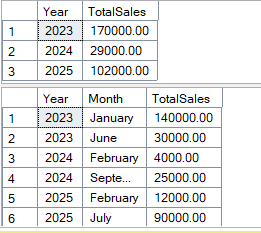 Year TotalSales
1 2023 170000.00
2 2024 29000.00
3 2025 102000.00
Year Month TotalSales
1 2023 January 140000.00
2 2023 June 30000.00
3 2024 February 4000.00
4 2024 Septe... 25000.00
5 2025 February 12000.00
6 2025 July 90000.00